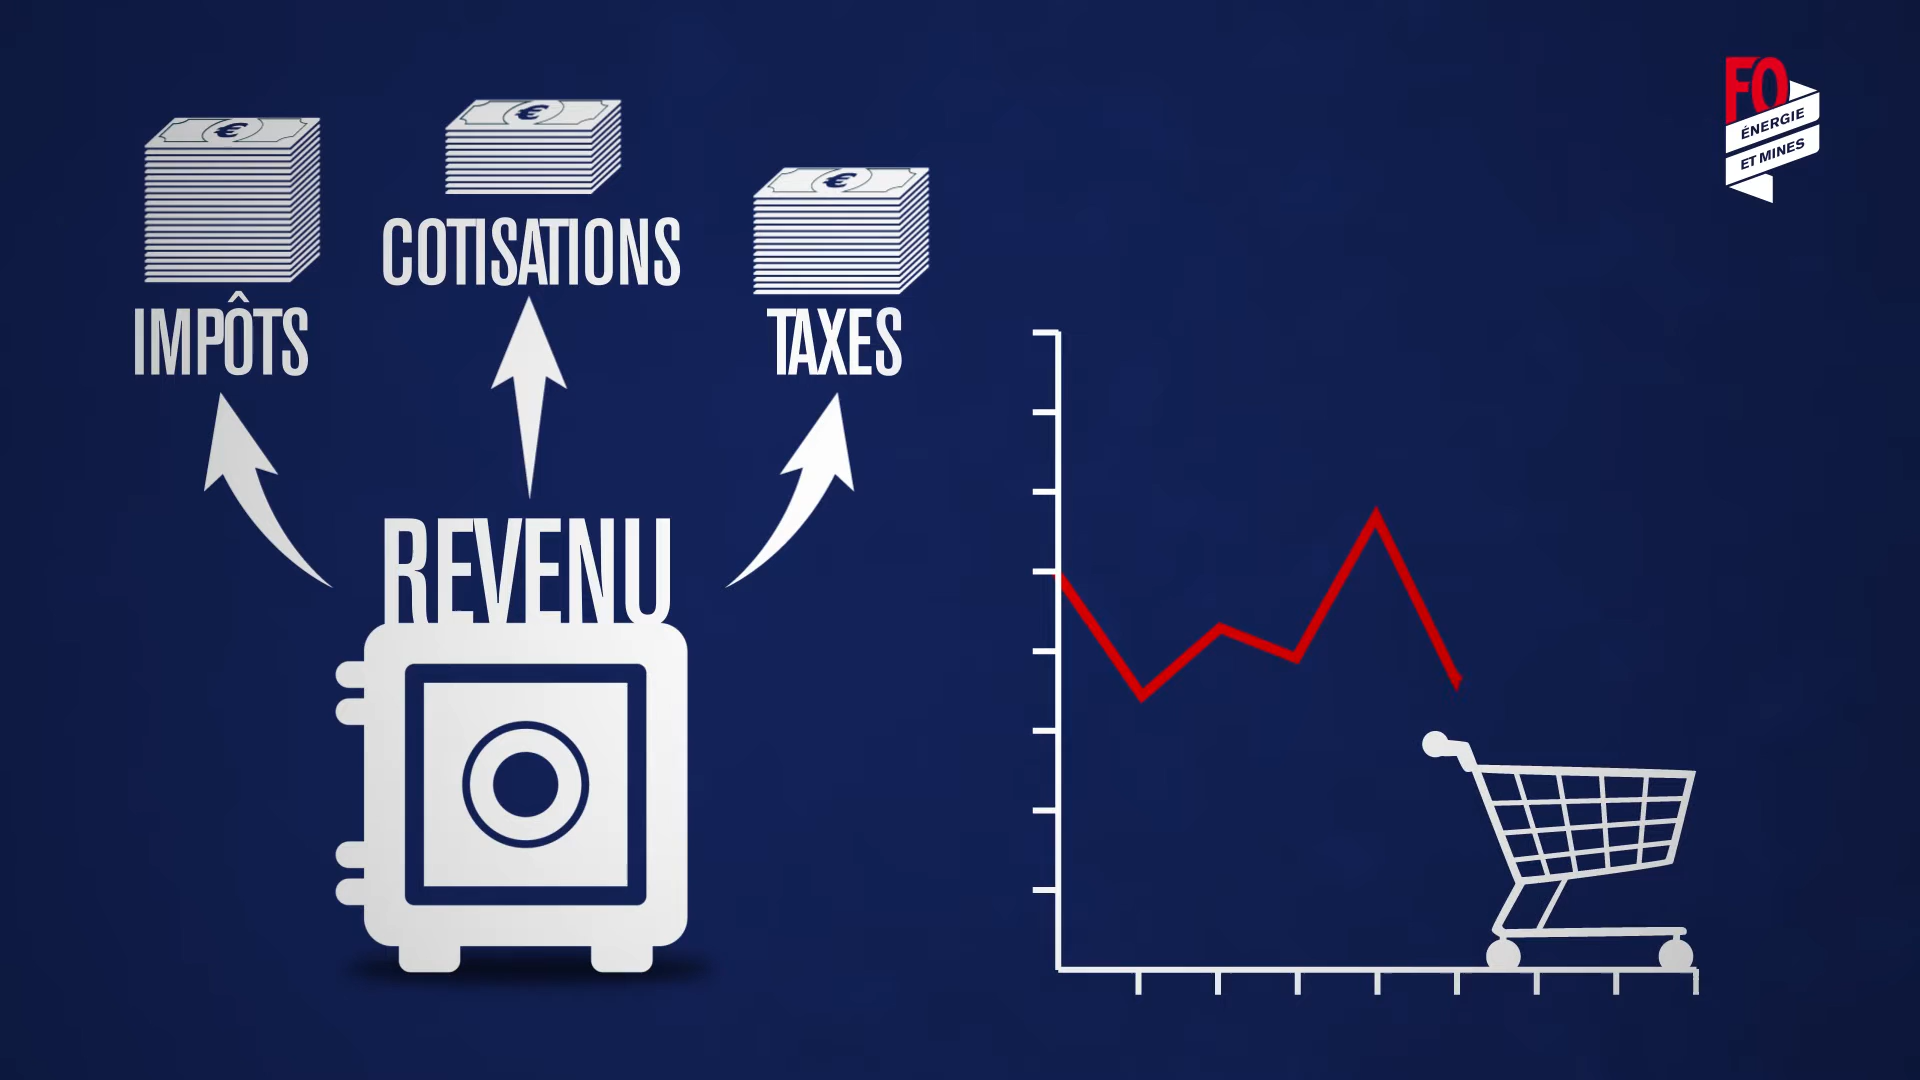 COTISATIONS
IMPÔTS
TAXES
REVENU
FO
ÉNERGIE
ET MINES
€
€
€